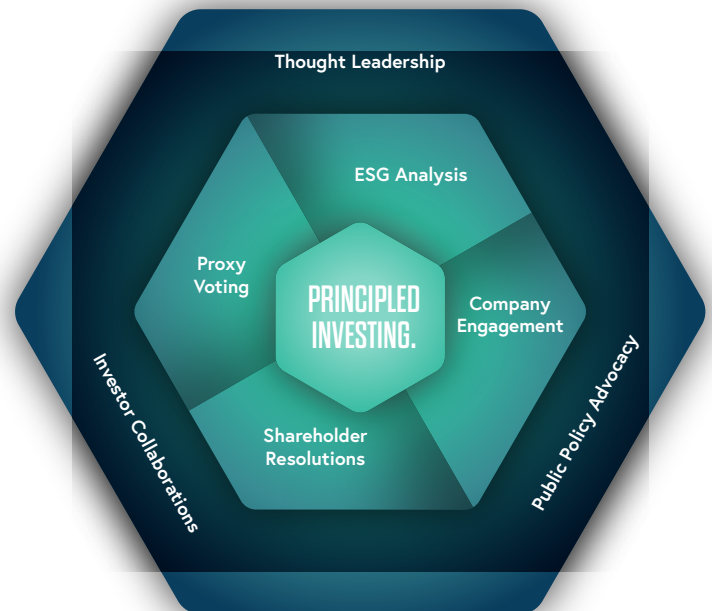 Thought Leadership
ESG Analysis
Proxy
Voting
PRINCIPLED
INVESTING.
Company
Engagement
Shareholder
Resolutions
Investor Collaborations
Public Policy Advocacy